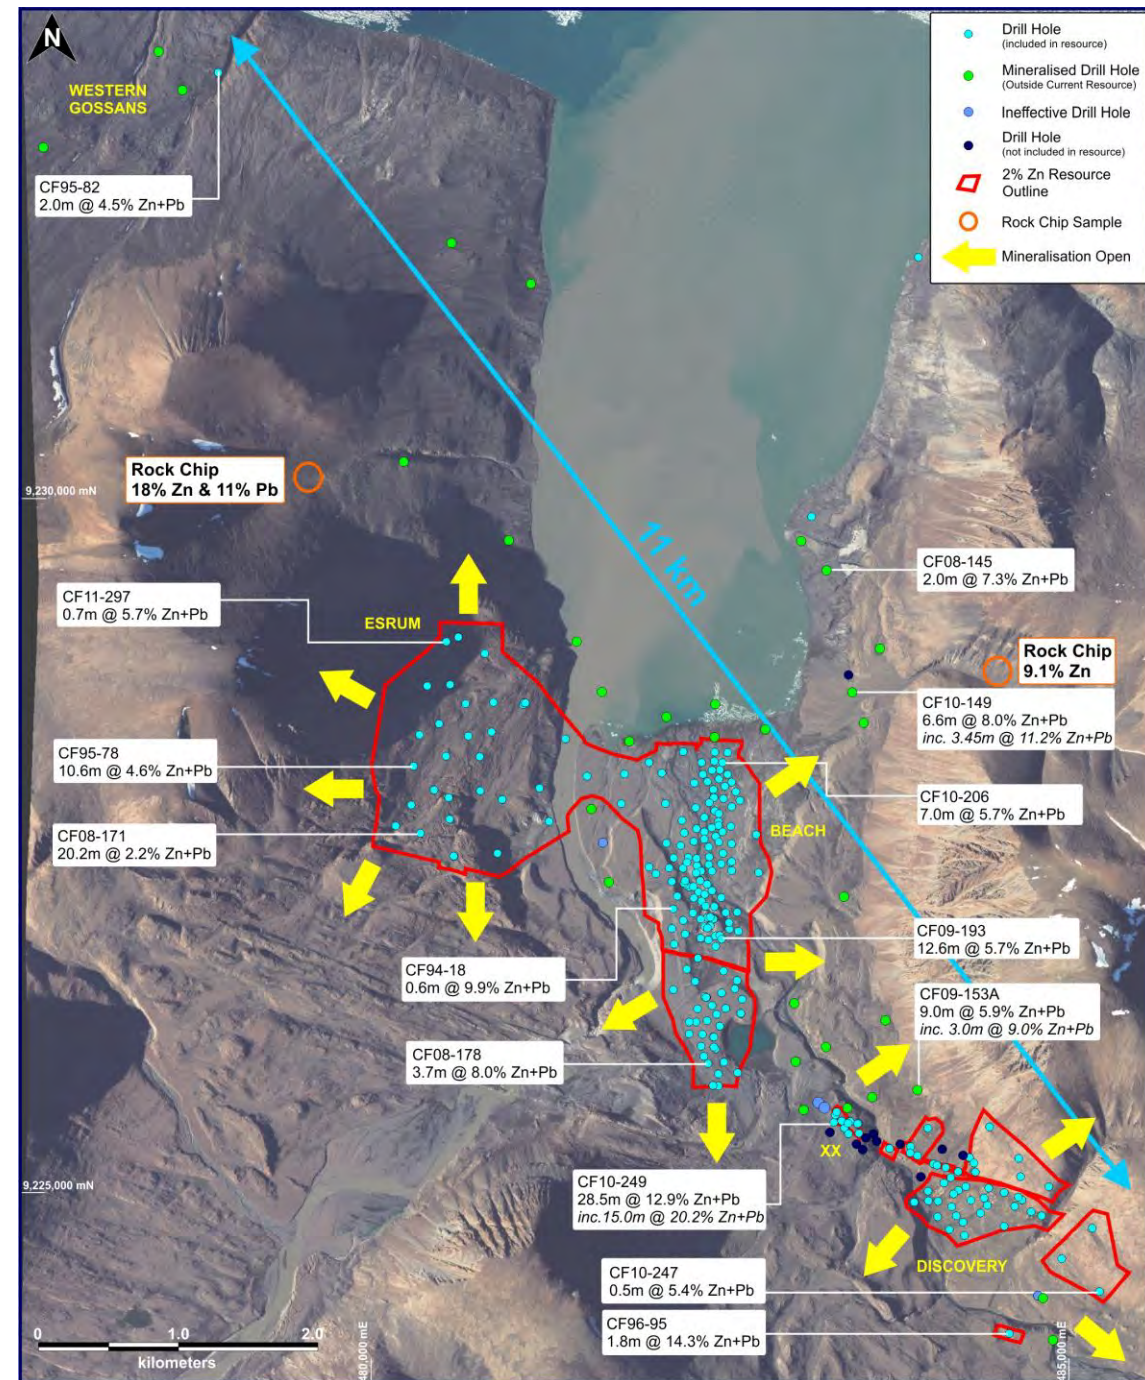 N
WESTERN
GOSSANS
CF95-82
2.0m @ 4.5% Zn+Pb
Drill Hole
(included in resource)
Mineralised Drill Hole
(Outside Current Resource)
Ineffective Drill Hole
Drill Hole
(not included in resource)
2% Zn Resource
Outline
Rock Chip Sample
Mineralisation Open
Rock Chip
18% Zn & 11% Pb
9,230,000 mN
11 km
CF08-145
2.0m @ 7.3% Zn+Pb
CF11-297
0.7m @ 5.7% Zn+Pb
ESRUM
Rock Chip
9.1% Zn
CF10-149
6.6m @ 8.0% Zn+Pb
inc. 3.45m @ 11.2% Zn+Pb
CF95-78
10.6m @ 4.6% Zn+Pb
CF10-206
7.0m @ 5.7% Zn+Pb
BEACH
CF08-171
20.2m @ 2.2% Zn+Pb
CF09-193
12.6m @ 5.7% Zn+Pb
CF94-18
0.6m @ 9.9% Zn+Pb
CF09-153A
9.0m @ 5.9% Zn+Pb
inc. 3.0m @ 9.0% Zn+Pb
CF08-178
3.7m @ 8.0% Zn+Pb
XX
CF10-249
28.5m @ 12.9% Zn+Pb
inc.15.0m @ 20.2% Zn+Pb
9,225,000 mN
DISCOVERY
CF10-247
0.5m @ 5.4% Zn+Pb
CF96-95
1.8m @ 14.3% Zn+Pb
0 1.0 2.0
kilometers
480,000 mE
485,000 mE